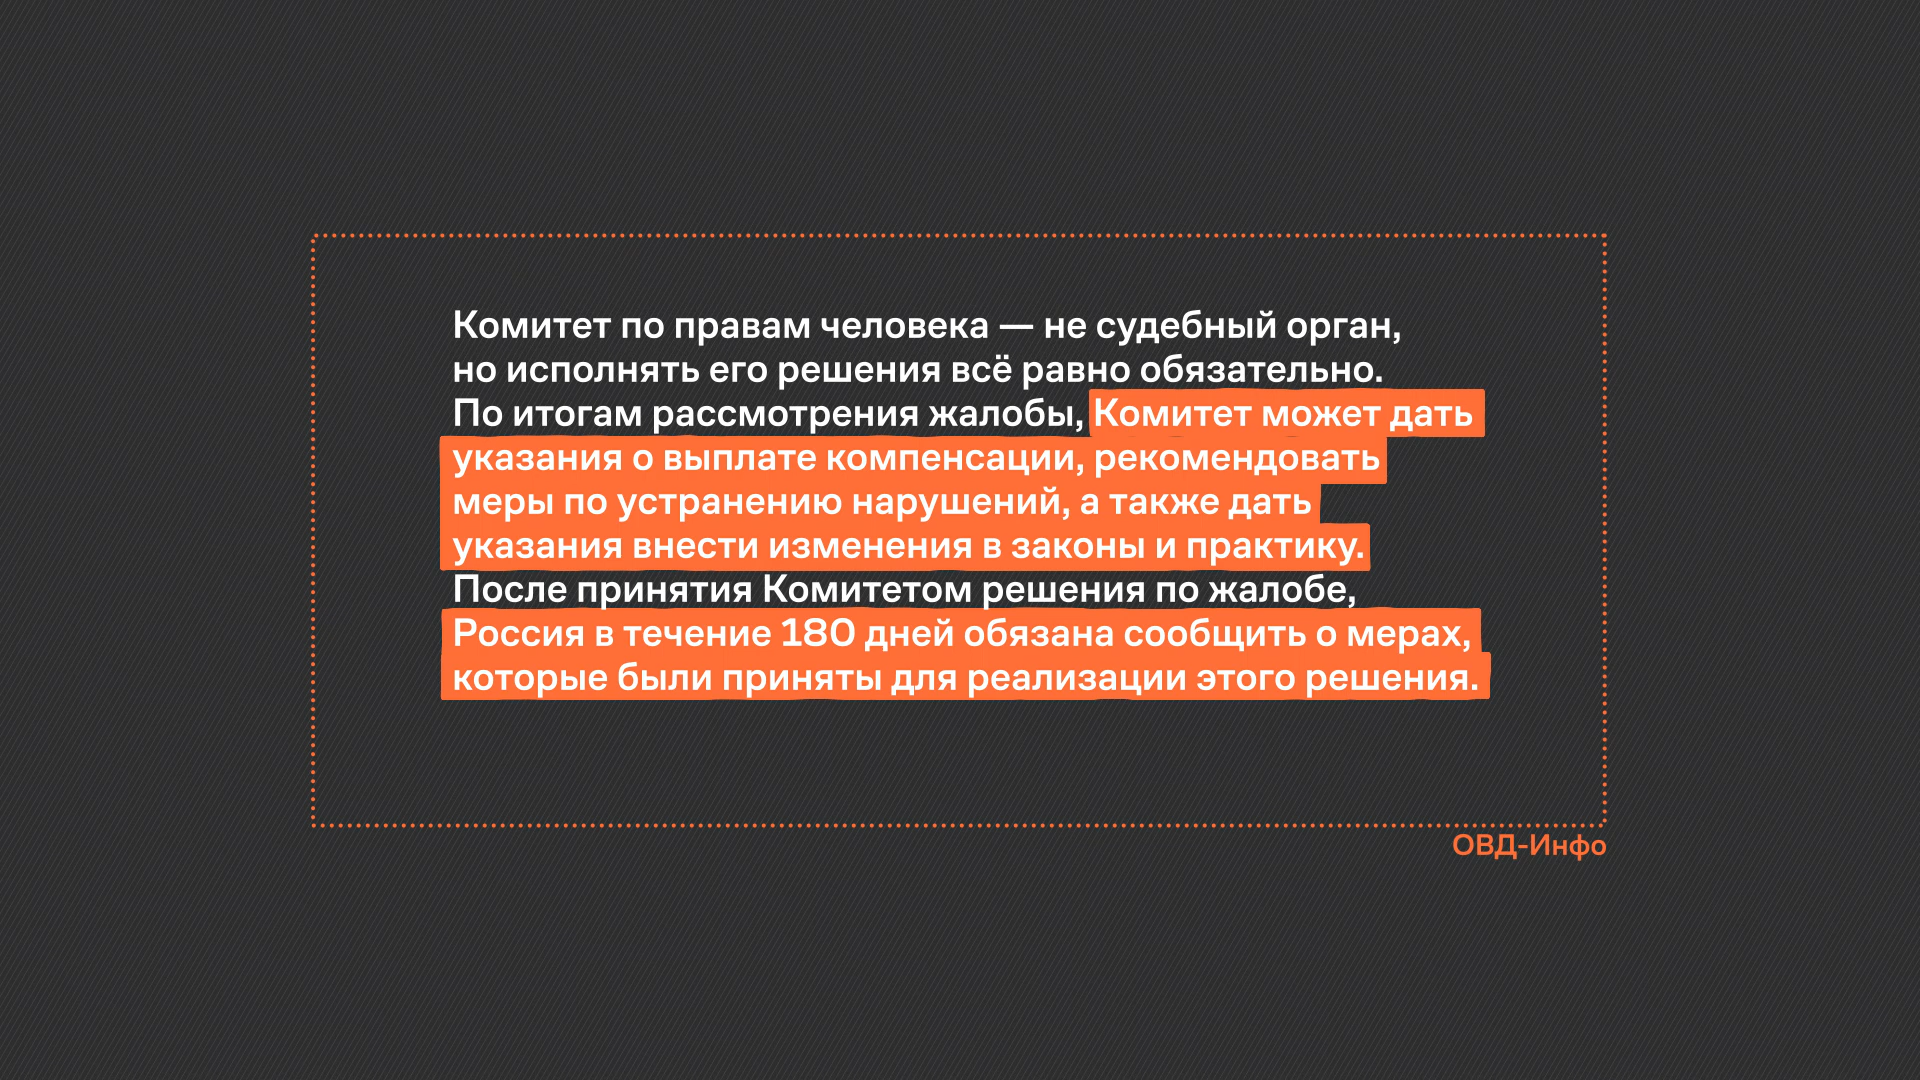 Комитет по правам человека — не судебный орган,
но исполнять его решения всё равно обязательно.
По итогам рассмотрения жалобы, Комитет может дать
указания о выплате компенсации, рекомендовать
меры по устранению нарушений, а также дать
указания внести изменения в законы и практику.
После принятия Комитетом решения по жалобе,
Россия в течение 180 дней обязана сообщить о мерах,
которые были приняты для реализации этого решения.
ОВД-Инфо